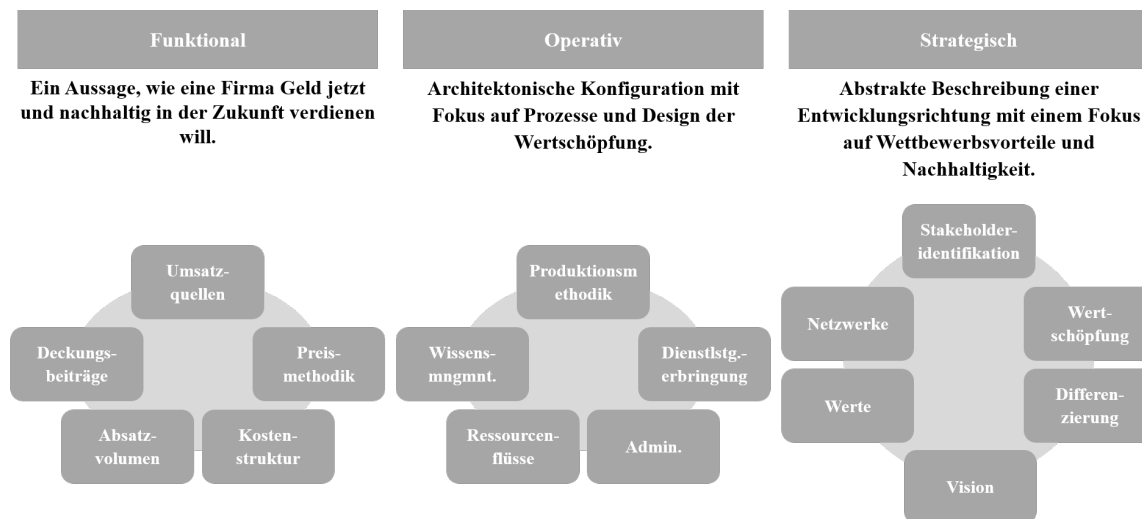 Funktional
Ein Aussage, wie eine Firma Geld jetzt
und nachhaltig in der Zukunft verdienen
will.
Umsatz-
quellen
Deckungs-
beiträge
Preis-
methodik
Absatz-
volumen
Kosten-
struktur
Operativ
Architektonische Konfiguration mit
Fokus auf Prozesse und Design der
Wertschöpfung.
Produktionsm
ethodik
Wissens-
mngmnt.
Dienstlstg.-
erbringung
Ressourcen-
flüsse
Admin.
Strategisch
Abstrakte Beschreibung einer
Entwicklungsrichtung mit einem Fokus
auf Wettbewerbsvorteile und
Nachhaltigkeit.
Stakeholder-
identifikation
Netzwerke
Wert-
schöpfung
Werte
Differen-
zierung
Vision